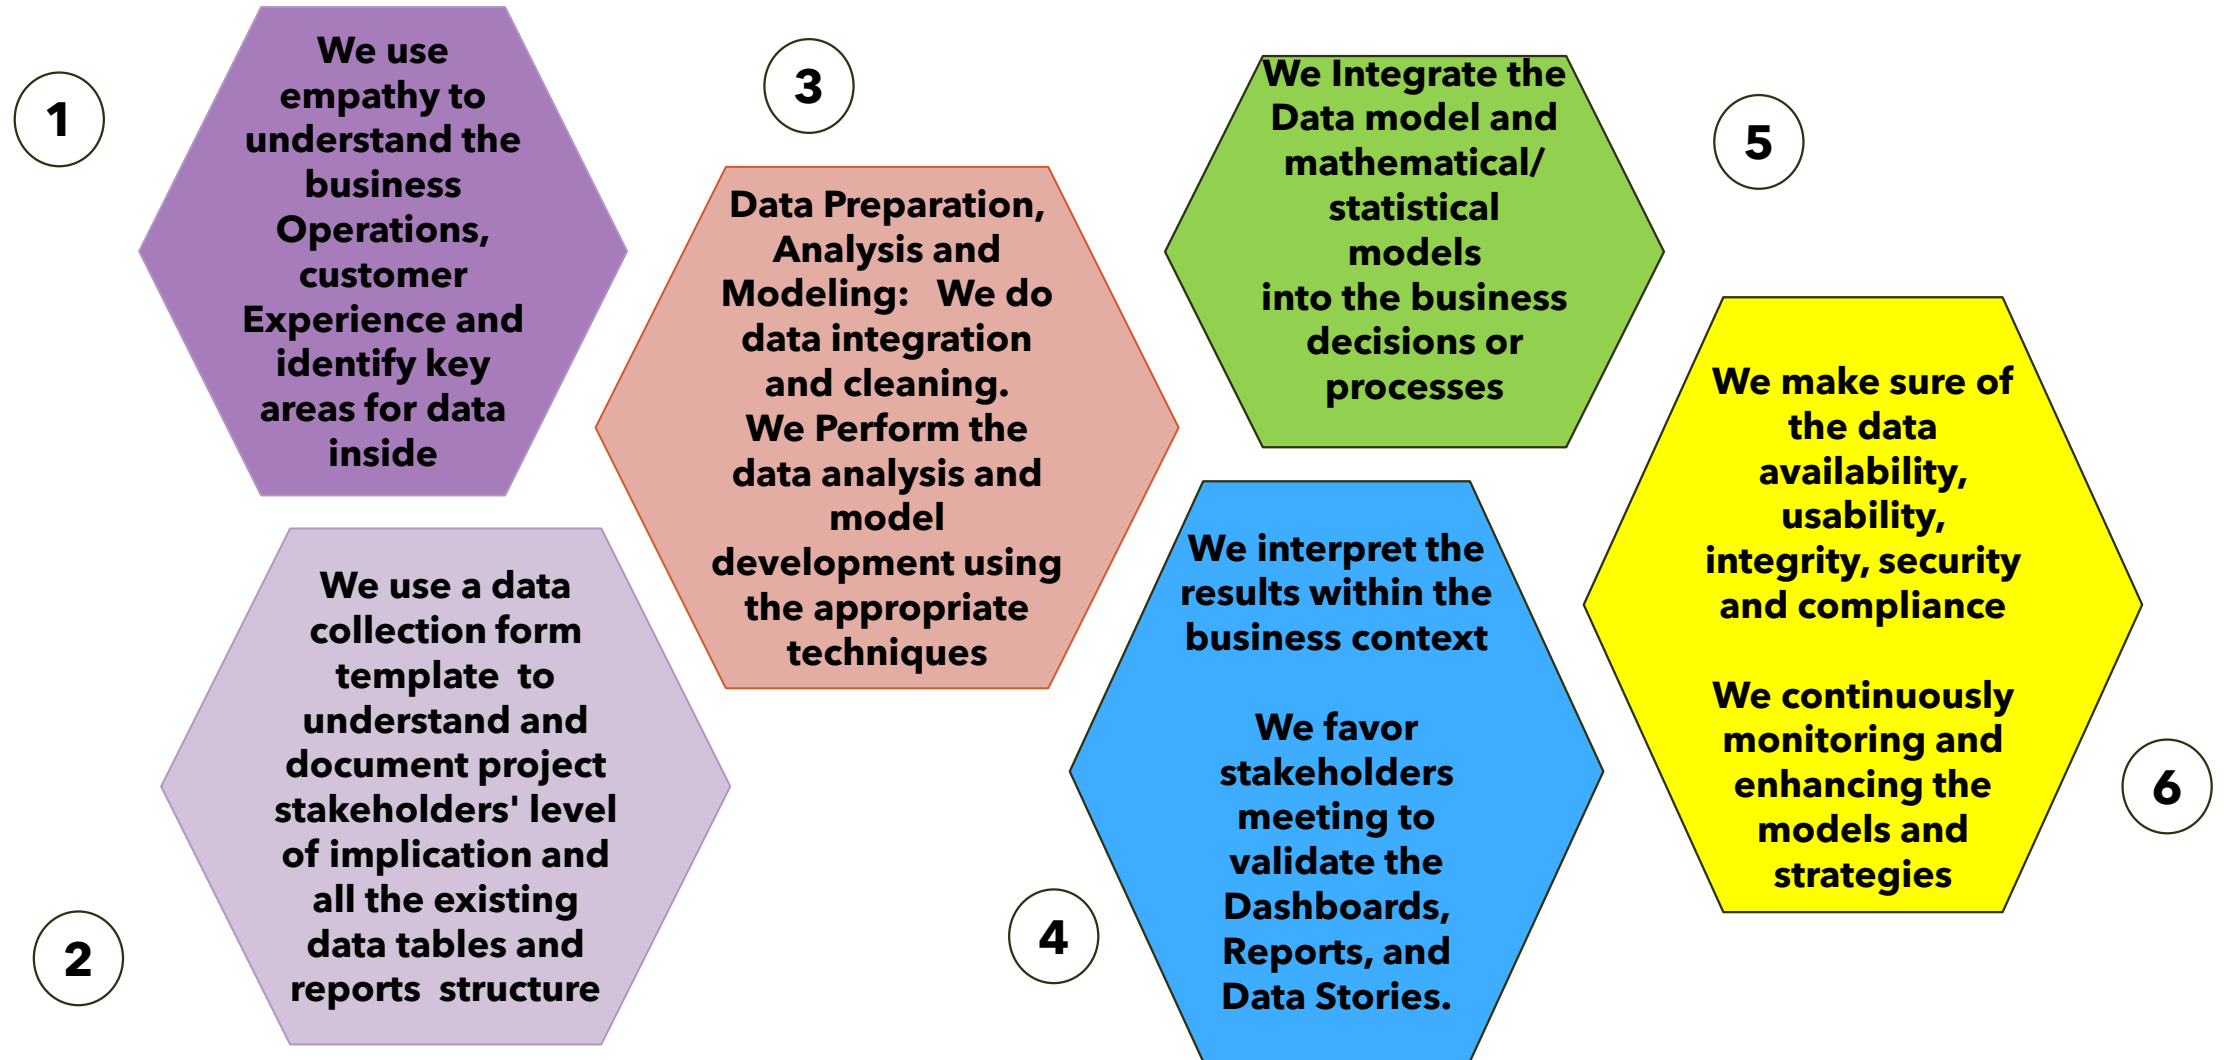 1
We use
empathy to
understand the
business
Operations,
customer
Experience and
identify key
areas for data
inside
2
We use a data
collection form
template  to
understand and
document project
stakeholders' level
of implication and
all the existing
data tables and
reports  structure
3
Data Preparation,
Analysis and
Modeling:   We do
data integration
and cleaning.
We Perform the
data analysis and
model
development using
the appropriate
techniques
4
We interpret the
results within the
business context
We favor
stakeholders
meeting to
validate the
Dashboards,
Reports, and
Data Stories.
5
We Integrate the
Data model and
mathematical/
statistical
models
into the business
decisions or
processes
6
We make sure of
the data
availability,
usability,
integrity, security
and compliance
We continuously
monitoring and
enhancing the
models and
strategies